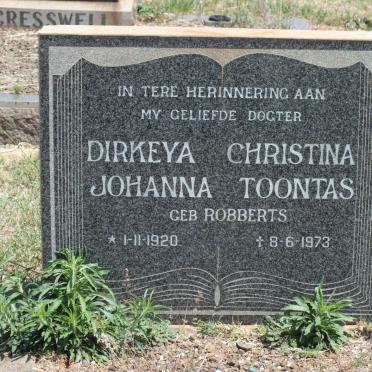 CRESSWELL
IN TERE HERINNERING AAN
MY GELIEFDE DOGTER
DIRKEYA CHRISTINA
JOHANNA TOONTAS
GEB ROBBERTS
* 1-11-1920 † 8-6-1973